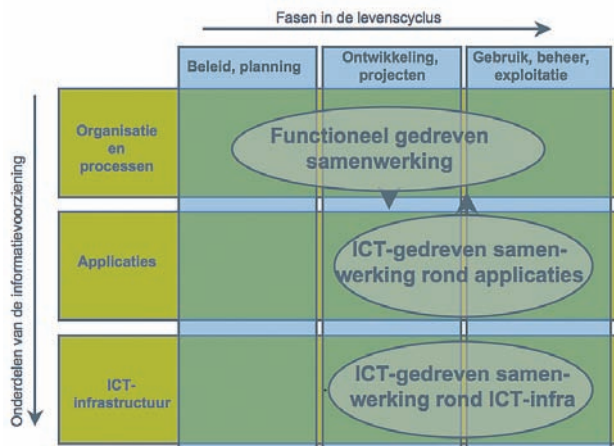 Fasen in de levenscyclus
Beleid, planning
Ontwikkeling,
projecten
Gebruik, beheer,
exploitatie
Onderdelen van de informatievoorziening
Organisatie
en
processen
Functioneel gedreven
samenwerking
Applicaties
ICT-gedreven samen-
werking rond applicaties
ICT-
infrastructuur
ICT-gedreven samen-
werking rond ICT-infra